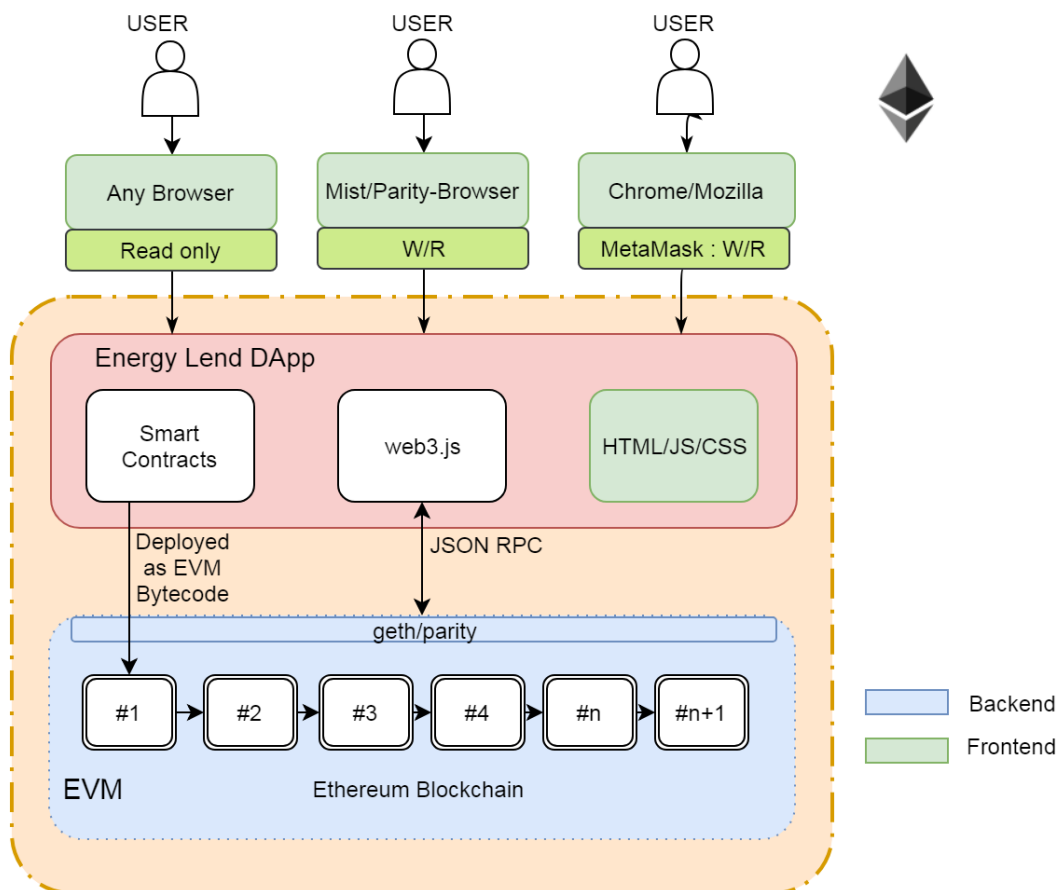 USER
USER
USER
Any Browser
Mist/Parity-Browser
Chrome/Mozilla
Read only
W/R
MetaMask : W/R
Energy Lend DApp
Smart
Contracts
web3.js
HTML/JS/CSS
Deployed
as EVM
Bytecode
JSON RPC
geth/parity
#1
#2
#3
#4
#n
#n+1
EVM
Ethereum Blockchain
Backend
Frontend